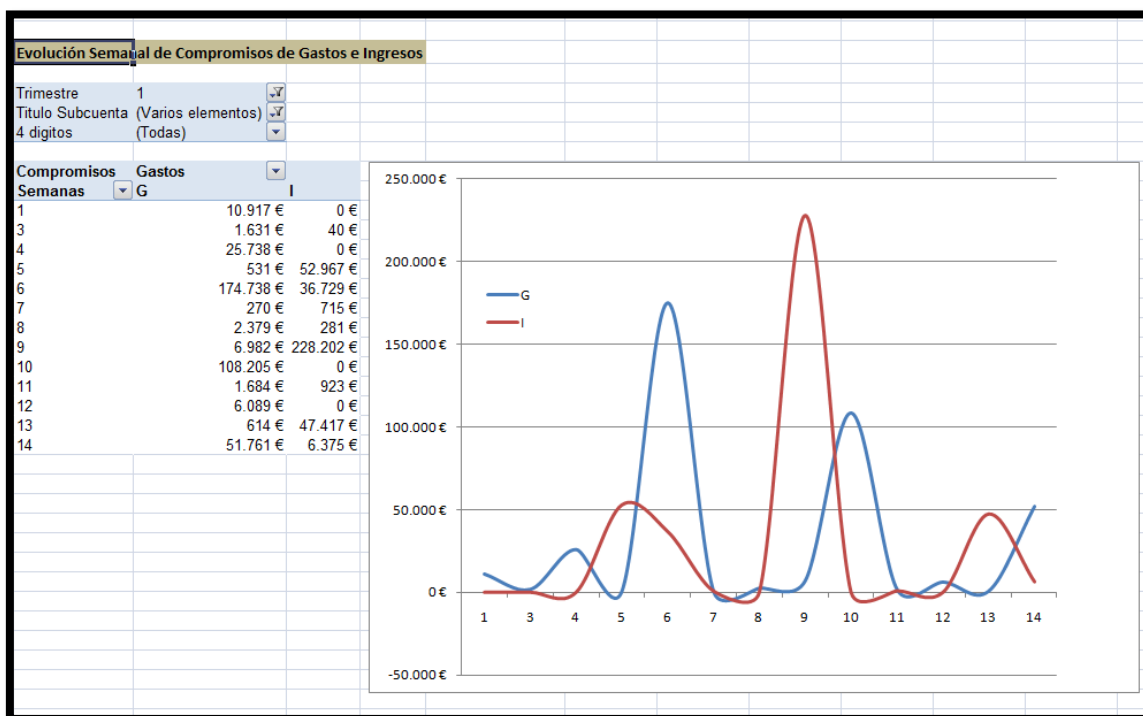 Evolución Semanal de Compromisos de Gastos e Ingresos
Trimestre 1
Titulo Subcuenta (Varios elementos)
4 digitos (Todas)
Compromisos Gastos
Semanas G I
1 10.917 € 0 €
3 1.631 € 40 €
4 25.738 € 0 €
5 531 € 52.967 €
6 174.738 € 36.729 €
7 270 € 715 €
8 2.379 € 281 €
9 6.982 € 228.202 €
10 108.205 € 0 €
11 1.684 € 923 €
12 6.089 € 0 €
13 614 € 47.417 €
14 51.761 € 6.375 €
250.000 €
200.000 €
150.000 €
100.000 €
50.000 €
0 €
-50.000 €
G
I
1 3 4 5 6 7 8 9 10 11 12 13 14